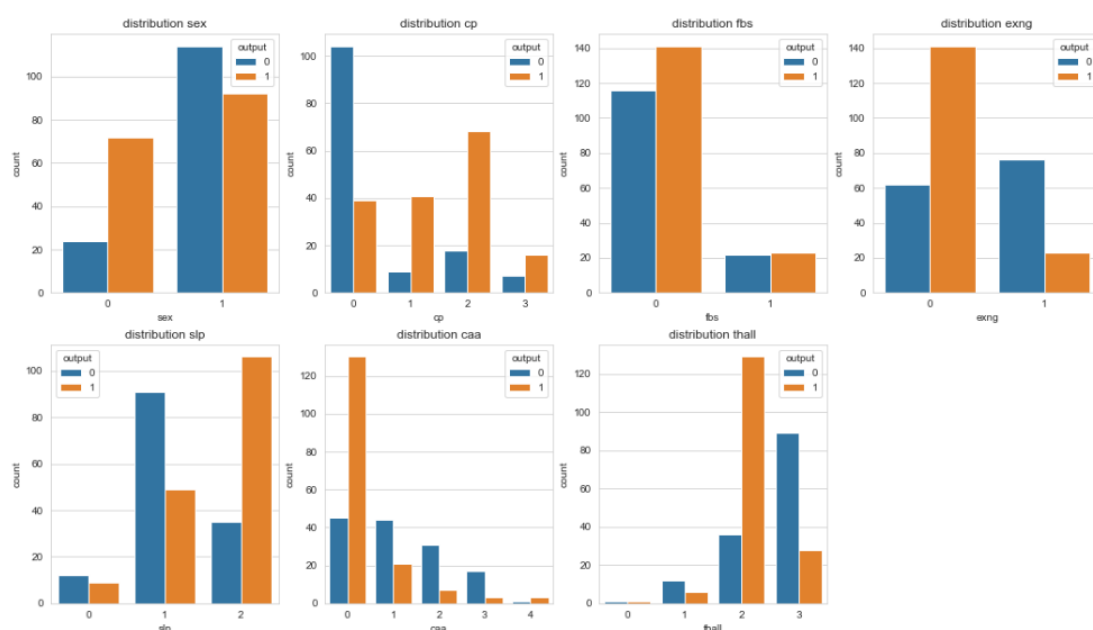 distribution sex
output
0
1
100
80
60
40
20
0
count
0 1
sex
distribution cp
output
0
1
100
80
60
40
20
0
count
0 1 2 3
cp
distribution fbs
output
0
1
140
120
100
80
60
40
20
0
count
0 1
fbs
distribution exng
output
0
1
140
120
100
80
60
40
20
0
count
0 1
exng
distribution slp
output
0
1
100
80
60
40
20
0
count
0 1 2
slp
distribution caa
output
0
1
120
100
80
60
40
20
0
count
0 1 2 3 4
caa
distribution thall
output
0
1
120
100
80
60
40
20
0
count
0 1 2 3
thall